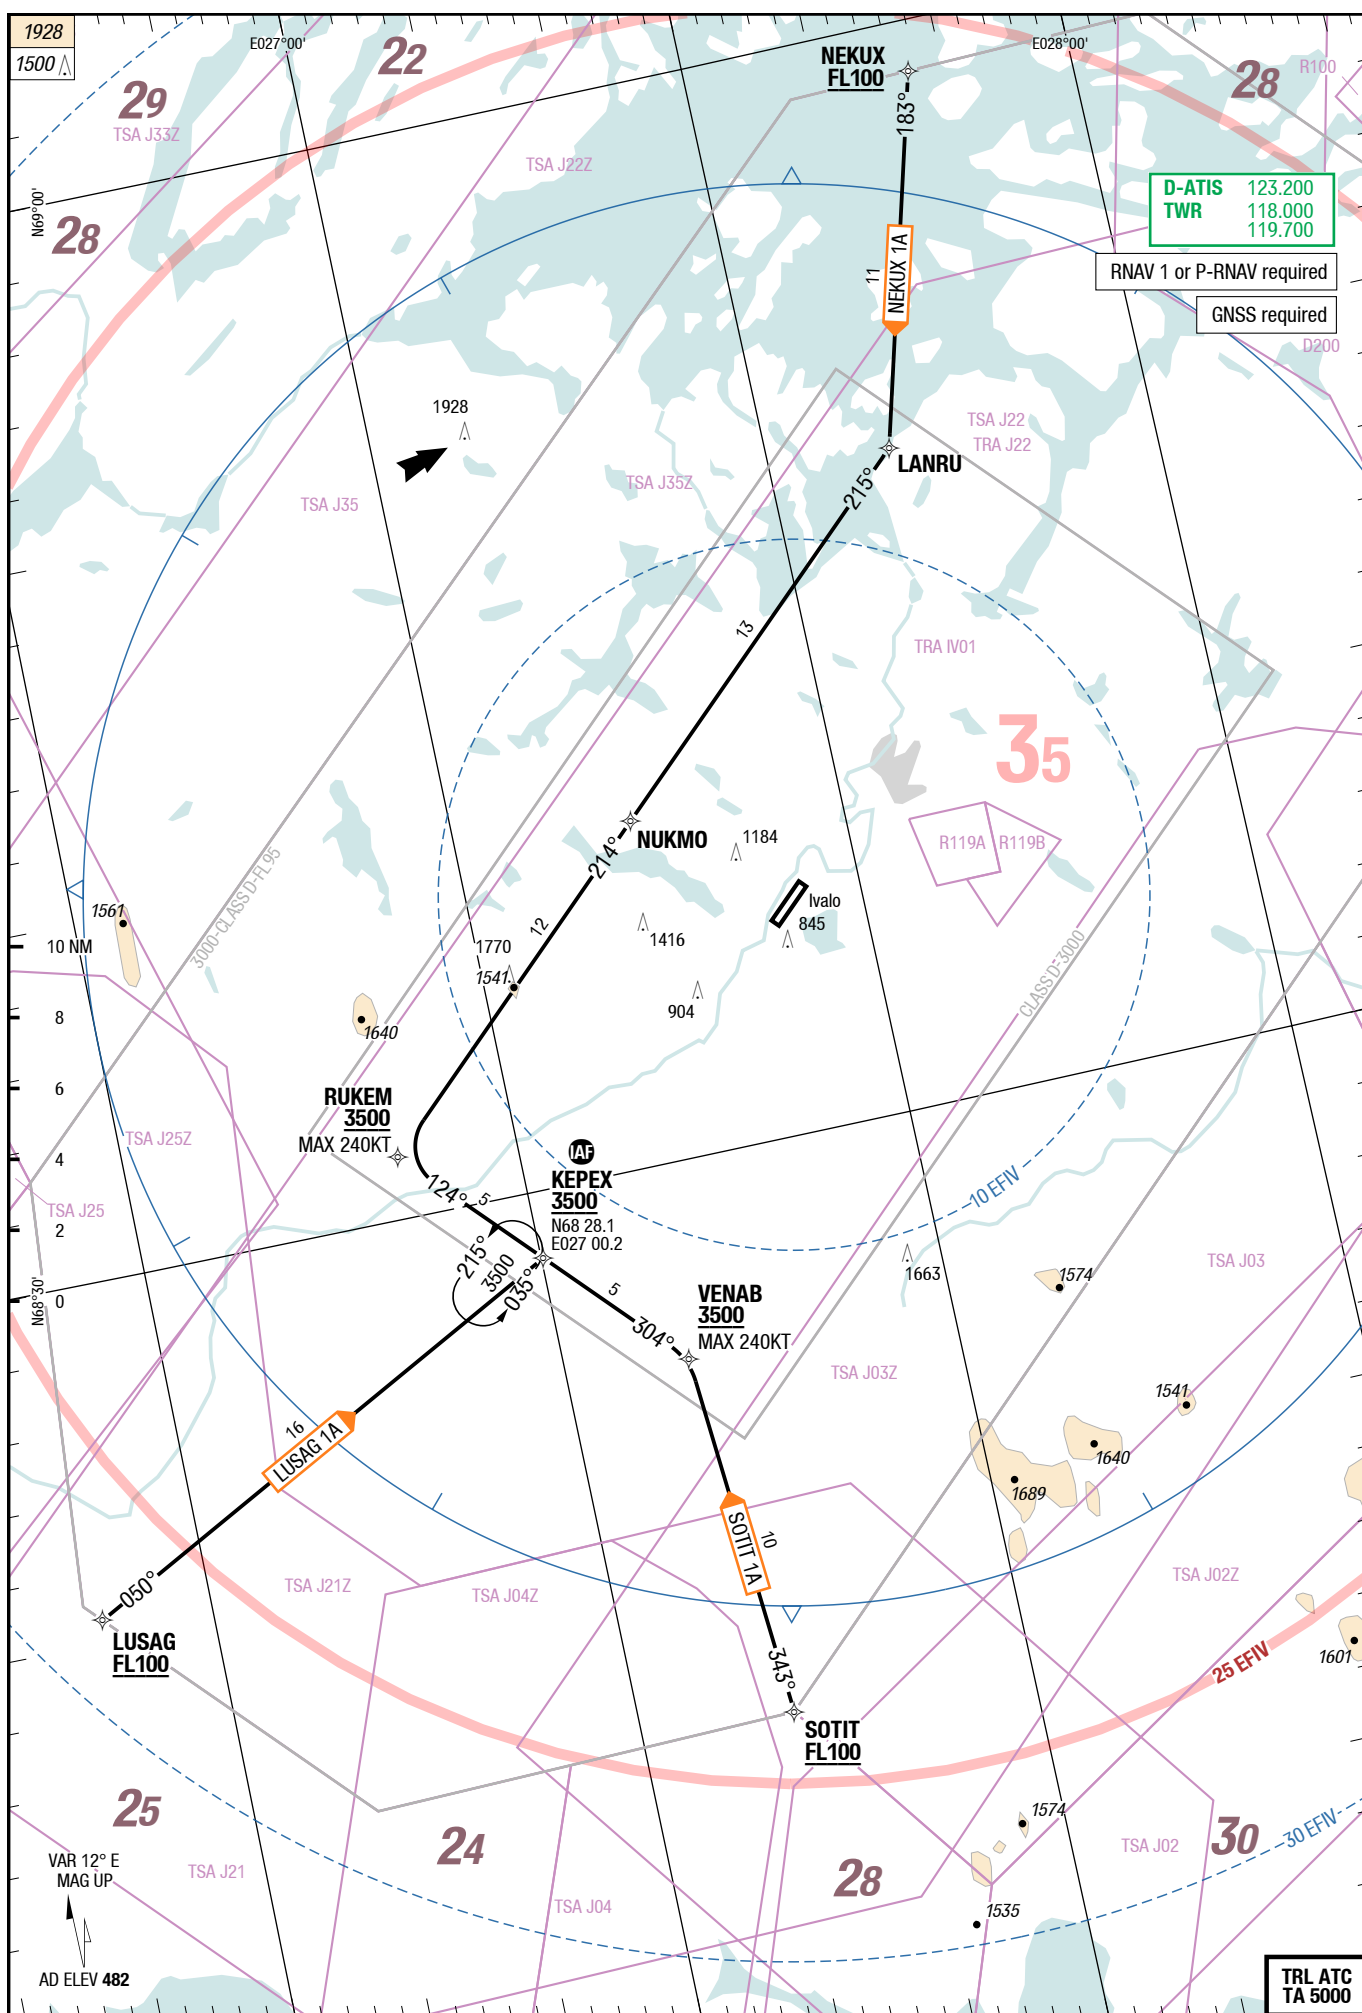 1928
1500
E027°00'
22
NEKUX
FL100
E028°00'
28
R100
29
TSA J33Z
183°
TSA J22Z
D-ATIS 123.200
TWR 118.000
119.700
N69°00'
28
NEKUX 1A
11
RNAV 1 or P-RNAV required
GNSS required
D200
1928
TSA J22
TRA J22
LANRU
TSA J35
TSA J35Z
215°
13
TRA IV01
35
NUKMO
1184
R119A
R119B
214°
3000-CLASS D-FL95
1561
Ivalo
845
12
1416
10 NM
1770
1541
CLASS D-3000
904
8
1640
6
RUKEM
3500
MAX 240KT
IAF
KEPEX
3500
N68 28.1
E027 00.2
TSA J25Z
4
124°
5
10 EFIV
TSA J25
2
215°
3500
035°
1663
TSA J03
1574
N68°30'
0
5
VENAB
3500
MAX 240KT
304°
TSA J03Z
1541
16
LUSAG 1A
1640
1689
SOTIT 1A
10
050°
TSA J21Z
TSA J04Z
TSA J02Z
LUSAG
FL100
343°
1601
25 EFIV
SOTIT
FL100
25
24
28
1574
30
30 EFIV
TSA J02
VAR 12° E
MAG UP
TSA J21
TSA J04
1535
AD ELEV 482
TRL ATC
TA 5000